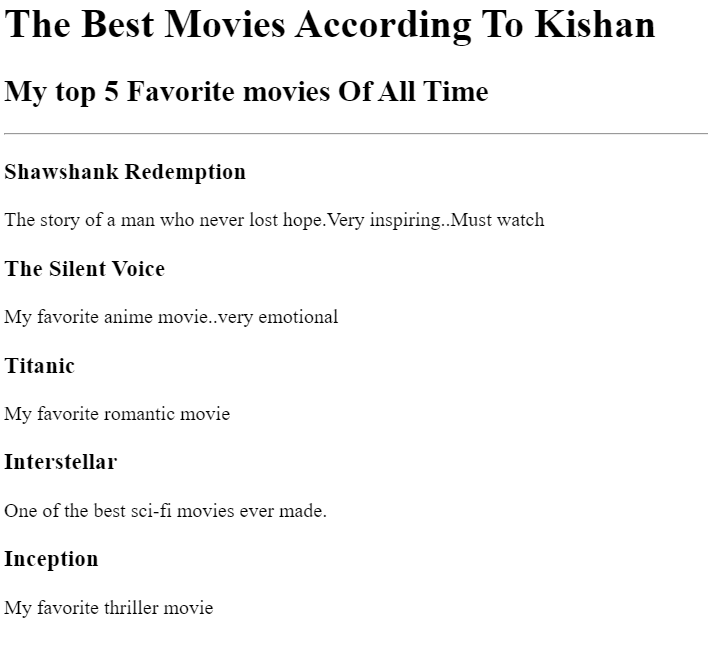 The Best Movies According To Kishan
My top 5 Favorite movies Of All Time
Shawshank Redemption
The story of a man who never lost hope.Very inspiring..Must watch
The Silent Voice
My favorite anime movie..very emotional
Titanic
My favorite romantic movie
Interstellar
One of the best sci-fi movies ever made.
Inception
My favorite thriller movie